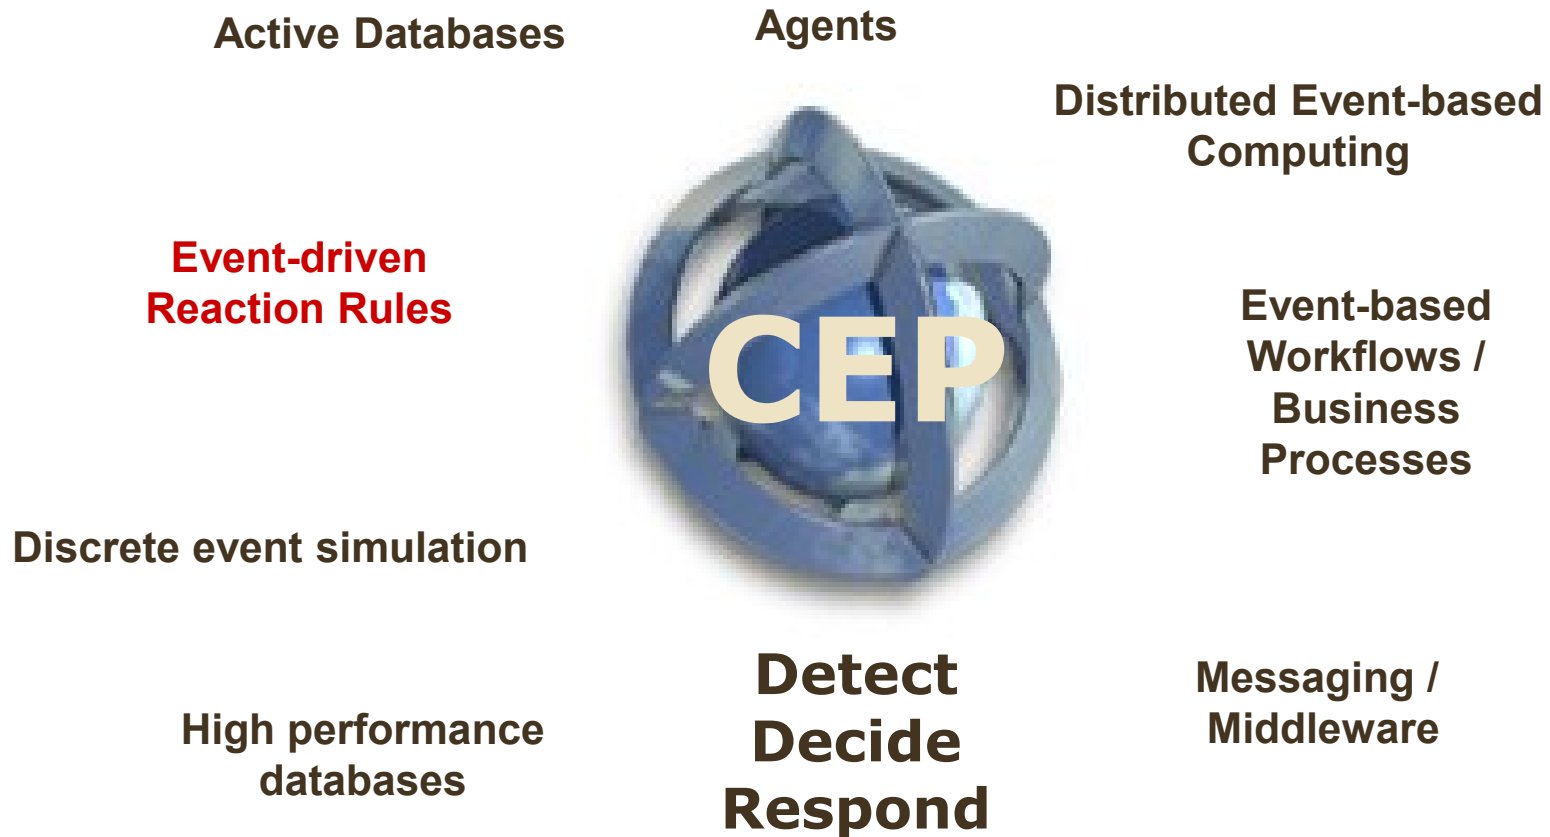 Active Databases
Agents
Distributed Event-based
Computing
Event-driven
Reaction Rules
Event-based
Workflows /
Business
Processes
CEP
Discrete event simulation
Detect
Decide
Respond
Messaging /
Middleware
High performance
databases